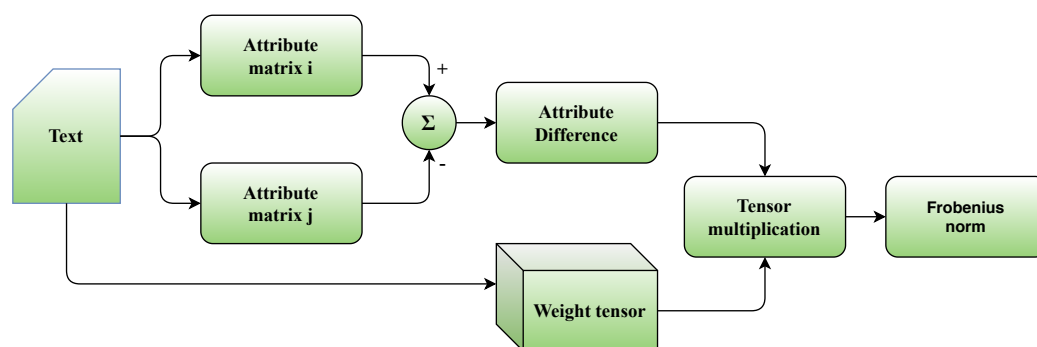 Text
Attribute
matrix i
+
Σ
-
Attribute
matrix j
Attribute
Difference
Weight tensor
Tensor
multiplication
Frobenius
norm